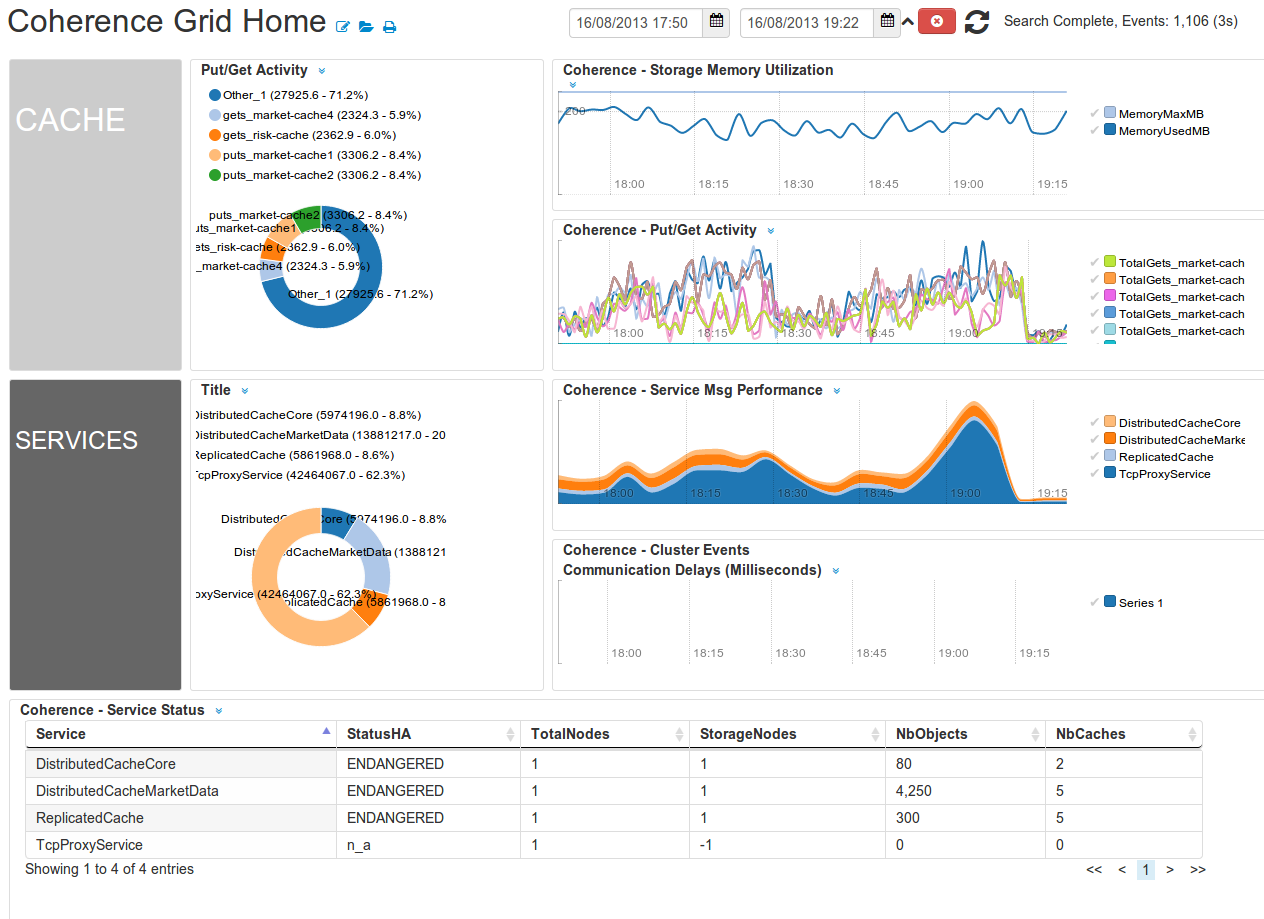 Coherence Grid Home
16/08/2013 17:50
16/08/2013 19:22
Search Complete, Events: 1,106 (3s)
CACHE
Put/Get Activity
Other_1 (27925.6 - 71.2%)
gets_market-cache4 (2324.3 - 5.9%)
gets_risk-cache (2362.9 - 6.0%)
puts_market-cache1 (3306.2 - 8.4%)
puts_market-cache2 (3306.2 - 8.4%)
puts_market-cache2 (3306.2 - 8.4%)
uts_market-cache1 (3306.2 - 8.4%)
ets_risk-cache (2362.9 - 6.0%)
_market-cache4 (2324.3 - 5.9%)
Other_1 (27925.6 - 71.2%)
Coherence - Storage Memory Utilization
200
18:00 18:15 18:30 18:45 19:00 19:15
MemoryMaxMB
MemoryUsedMB
Coherence - Put/Get Activity
18:00 18:15 18:30 18:45 19:00 19:15
TotalGets_market-cach
TotalGets_market-cach
TotalGets_market-cach
TotalGets_market-cach
TotalGets_market-cach
SERVICES
Title
DistributedCacheCore (5974196.0 - 8.8%)
DistributedCacheMarketData (13881217.0 - 20
ReplicatedCache (5861968.0 - 8.6%)
TcpProxyService (42464067.0 - 62.3%)
DistributedCacheCore (5974196.0 - 8.8%
DistributedCacheMarketData (1388121
oxyService (42464067.0 - 62.3%)
plicatedCache (5861968.0 - 8
Coherence - Service Msg Performance
18:00 18:15 18:30 18:45 19:00 19:15
DistributedCacheCore
DistributedCacheMarke
ReplicatedCache
TcpProxyService
Coherence - Cluster Events
Communication Delays (Milliseconds)
18:00 18:15 18:30 18:45 19:00 19:15
Series 1
Coherence - Service Status
Service StatusHA TotalNodes StorageNodes NbObjects NbCaches
DistributedCacheCore ENDANGERED 1 1 80 2
DistributedCacheMarketData ENDANGERED 1 1 4,250 5
ReplicatedCache ENDANGERED 1 1 300 5
TcpProxyService n_a 1 -1 0 0
Showing 1 to 4 of 4 entries
<< < 1 > >>